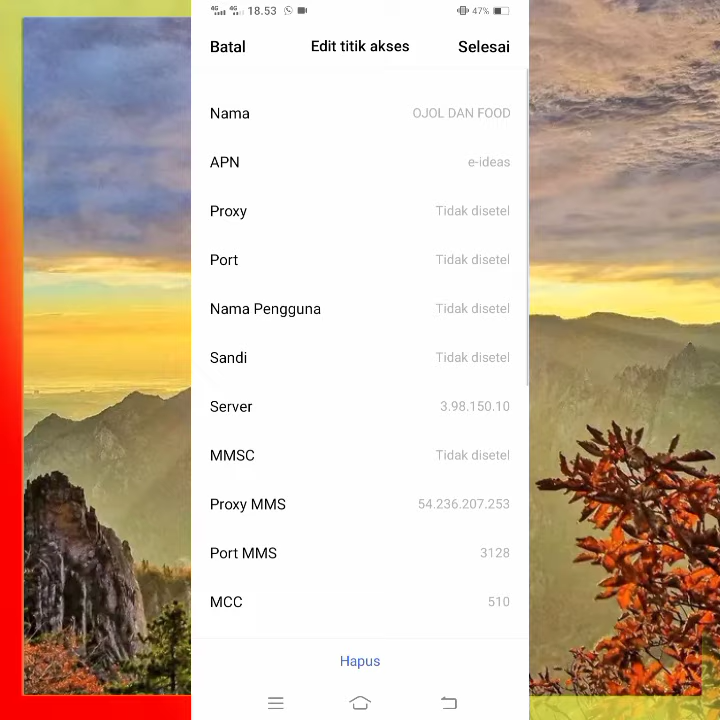 4G 4G 18.53 47%
Batal Edit titik akses Selesai
Nama OJOL DAN FOOD
APN e-ideas
Proxy Tidak disetel
Port Tidak disetel
Nama Pengguna Tidak disetel
Sandi Tidak disetel
Server 3.98.150.10
MMSC Tidak disetel
Proxy MMS 54.236.207.253
Port MMS 3128
MCC 510
Hapus